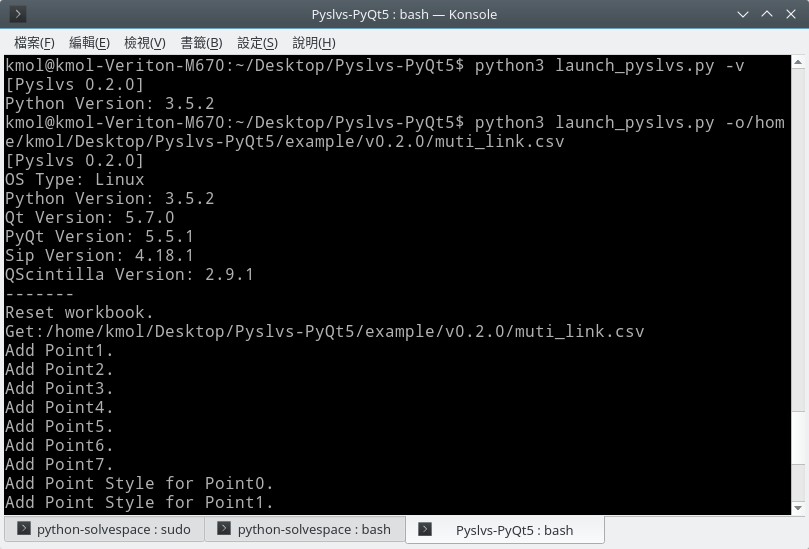 Pyslvs-PyQt5 : bash — Konsole
檔案(F) 編輯(E) 檢視(V) 書籤(B) 設定(S) 說明(H)
kmol@kmol-Veriton-M670:~/Desktop/Pyslvs-PyQt5$ python3 launch_pyslvs.py -v
[Pyslvs 0.2.0]
Python Version: 3.5.2
kmol@kmol-Veriton-M670:~/Desktop/Pyslvs-PyQt5$ python3 launch_pyslvs.py -o/hom
e/kmol/Desktop/Pyslvs-PyQt5/example/v0.2.0/muti_link.csv
[Pyslvs 0.2.0]
OS Type: Linux
Python Version: 3.5.2
Qt Version: 5.7.0
PyQt Version: 5.5.1
Sip Version: 4.18.1
QScintilla Version: 2.9.1
-------
Reset workbook.
Get:/home/kmol/Desktop/Pyslvs-PyQt5/example/v0.2.0/muti_link.csv
Add Point1.
Add Point2.
Add Point3.
Add Point4.
Add Point5.
Add Point6.
Add Point7.
Add Point Style for Point0.
Add Point Style for Point1.
python-solvespace : sudo python-solvespace : bash Pyslvs-PyQt5 : bash